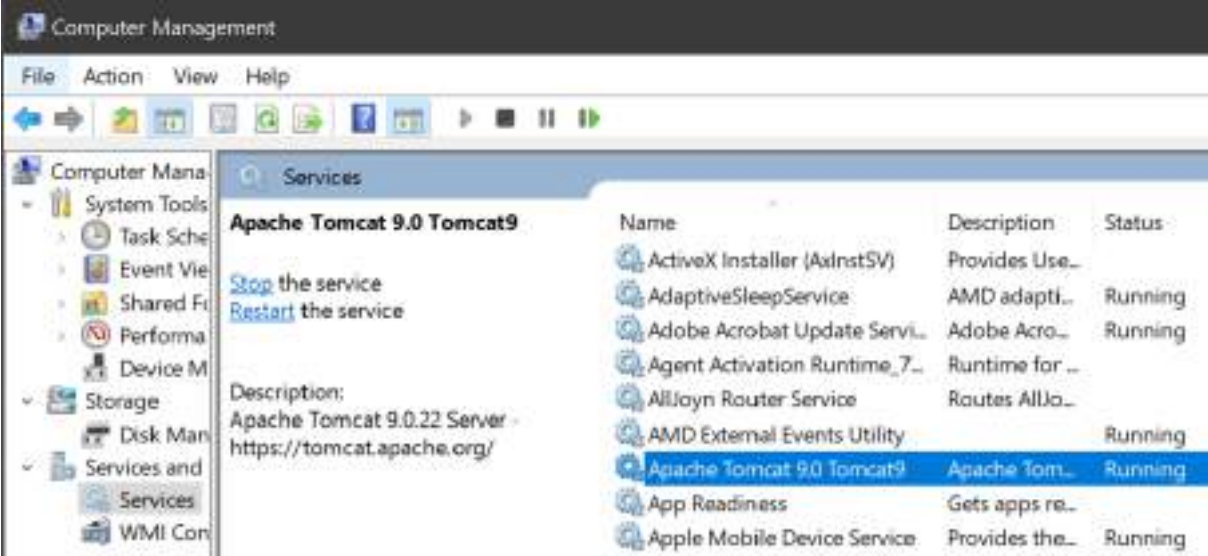 Computer Management
File Action View Help
Computer Mana
System Tools
Task Sche
Event Vie
Shared Fo
Performa
Device M
Storage
Disk Man
Services and
Services
WMI Con
Services
Apache Tomcat 9.0 Tomcat9
Stop the service
Restart the service
Description:
Apache Tomcat 9.0.22 Server -
https://tomcat.apache.org/
Name Description Status
ActiveX Installer (AxInstSV) Provides Use...
AdaptiveSleepService AMD adapti... Running
Adobe Acrobat Update Servi... Adobe Acro... Running
Agent Activation Runtime_7... Runtime for ...
AllJoyn Router Service Routes AllJo...
AMD External Events Utility Running
Apache Tomcat 9.0 Tomcat9 Apache Tom... Running
App Readiness Gets apps re...
Apple Mobile Device Service Provides the... Running